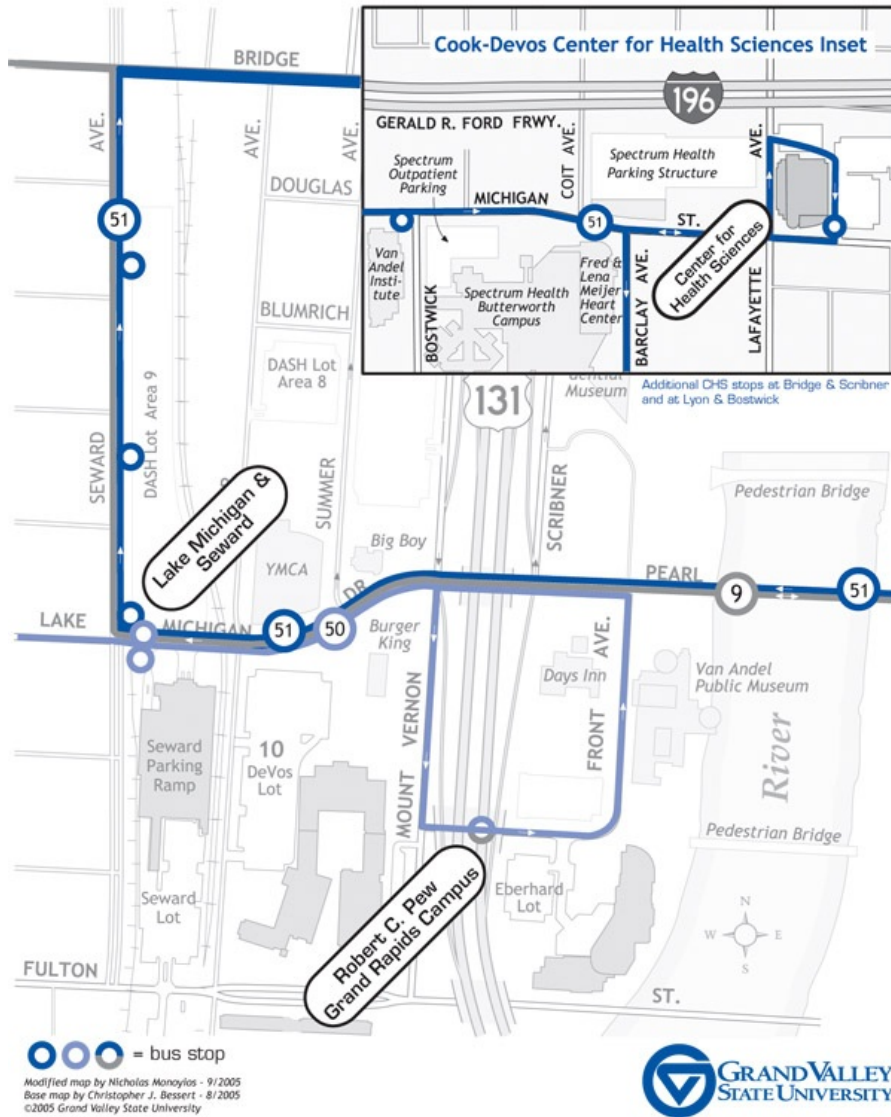 BRIDGE
AVE.
AVE.
AVE.
DOUGLAS
51
BLUMRICH
DASH Lot
Area 8
DASH Lot Area 9
SEWARD
SUMMER
Cook-Devos Center for Health Sciences Inset
196
GERALD R. FORD FRWY.
COIT AVE.
AVE.
Spectrum
Outpatient
Parking
Spectrum Health
Parking Structure
MICHIGAN
51
ST.
Center for
Health Sciences
Van
Andel
Insti-
tute
BOSTWICK
Spectrum Health
Butterworth
Campus
Fred &
Lena
Meijer
Heart
Center
BARCLAY AVE.
LAFAYETTE
Additional CHS stops at Bridge & Scribner
and at Lyon & Bostwick
131
Museum
SCRIBNER
Pedestrian Bridge
Lake Michigan &
Seward
YMCA
Big Boy
DR
PEARL
9
51
LAKE
MICHIGAN
51
50
Burger
King
MOUNT VERNON
Days Inn
FRONT AVE.
Van Andel
Public Museum
River
Seward
Parking
Ramp
10
DeVos
Lot
Pedestrian Bridge
Seward
Lot
Robert C. Pew
Grand Rapids Campus
Eberhard
Lot
N
W
E
S
FULTON
ST.
= bus stop
Modified map by Nicholas Monoyios - 9/2005
Base map by Christopher J. Bessert - 8/2005
©2005 Grand Valley State University
GRAND VALLEY
STATE UNIVERSITY